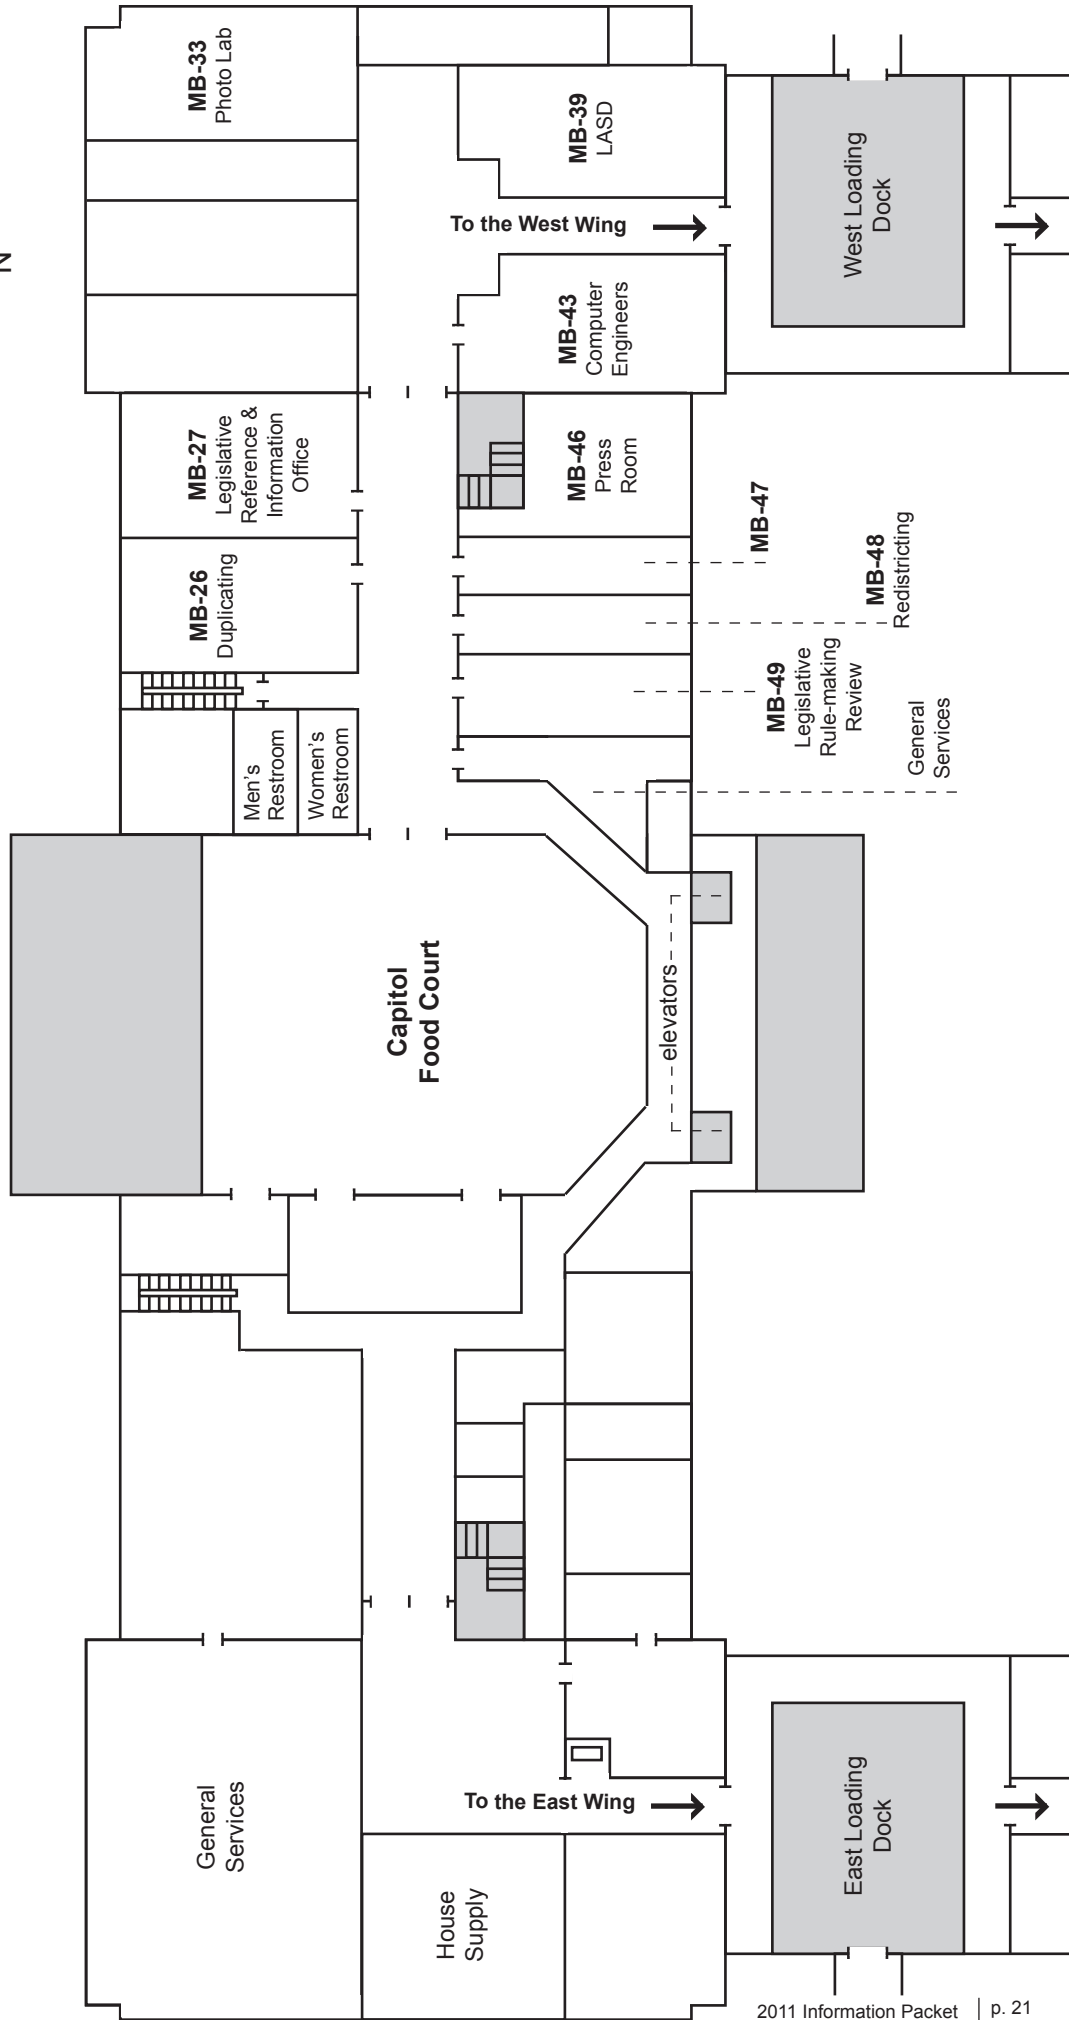 N
MB-33
Photo Lab
MB-39
LASD
To the West Wing
West Loading
Dock
MB-43
Computer
Engineers
MB-27
Legislative
Reference &
Information
Office
MB-46
Press
Room
MB-47
MB-26
Duplicating
MB-48
Redistricting
MB-49
Legislative
Rule-making
Review
General
Services
Men's
Restroom
Women's
Restroom
Capitol
Food Court
elevators
General
Services
To the East Wing
House
Supply
East Loading
Dock
2011 Information Packet | p. 21